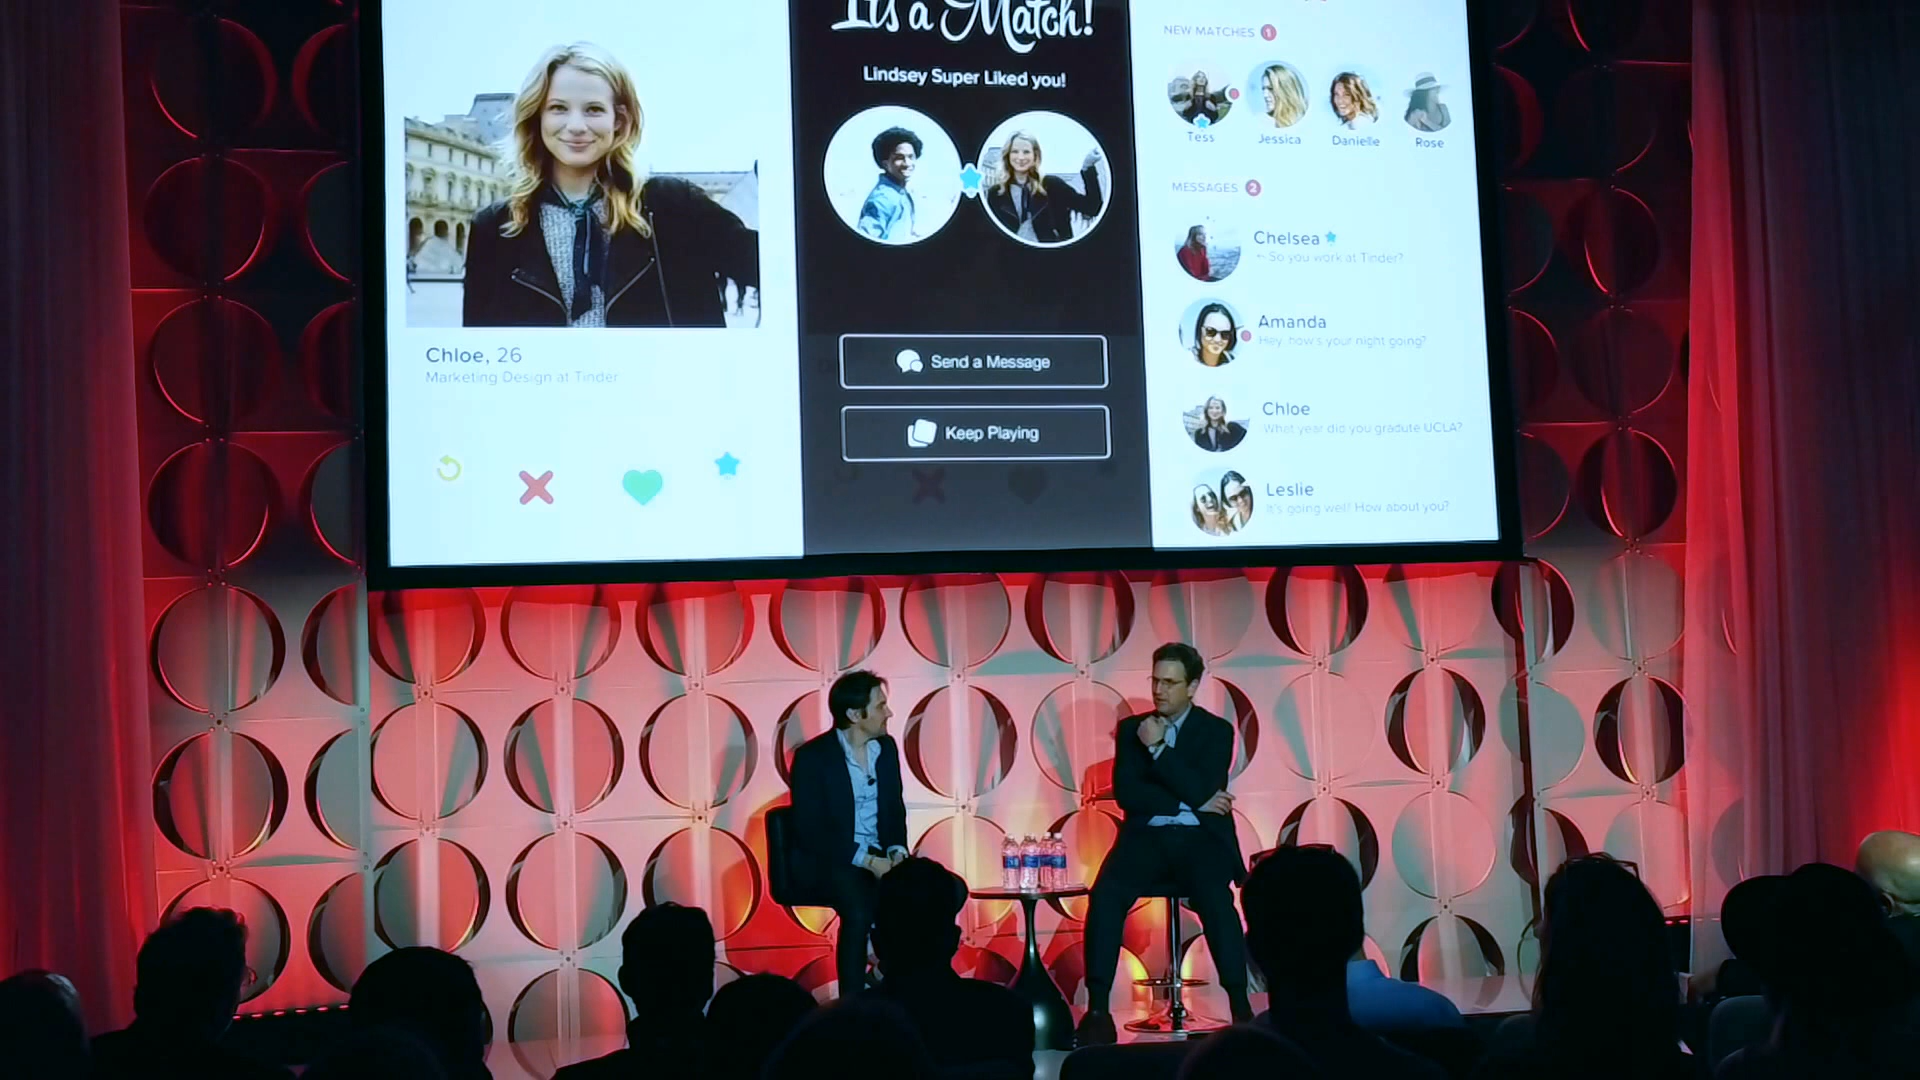 It's a Match!
Lindsey Super Liked you!
Send a Message
Keep Playing
Chloe, 26
Marketing Design at Tinder
NEW MATCHES 1
Tess
Jessica
Danielle
Rose
MESSAGES 2
Chelsea
So you work at Tinder?
Amanda
Hey, how's your night going?
Chloe
What year did you gradute UCLA?
Leslie
It's going well! How about you?